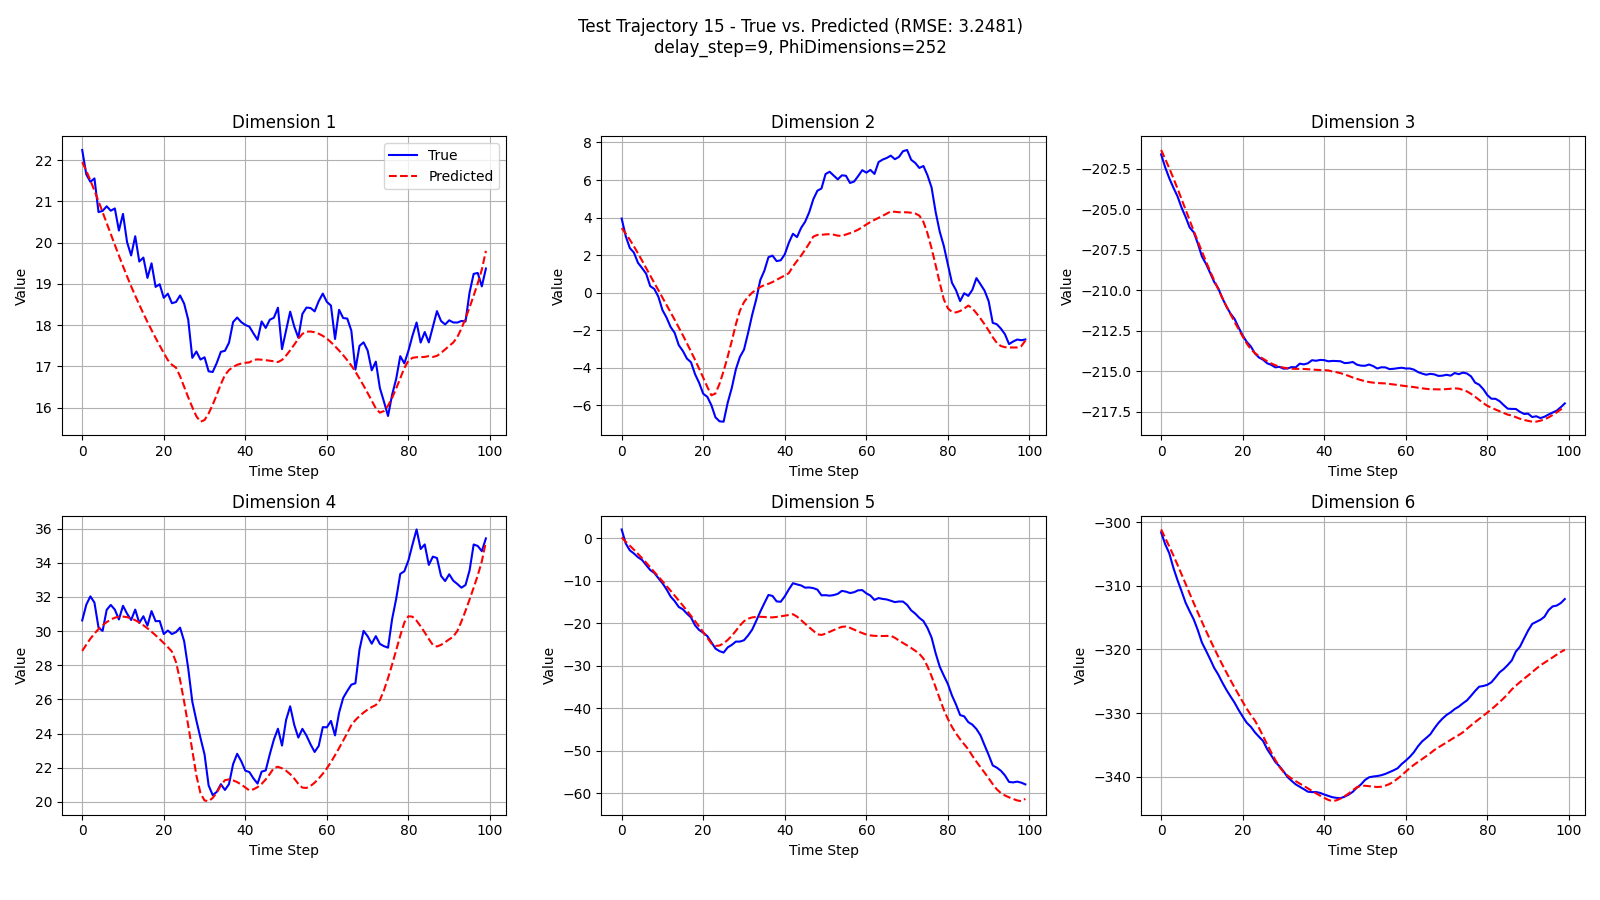 Test Trajectory 15 - True vs. Predicted (RMSE: 3.2481)
delay_step=9, PhiDimensions=252
Dimension 1
Value
22
21
20
19
18
17
16
True
Predicted
0 20 40 60 80 100
Time Step
Dimension 2
Value
8
6
4
2
0
−2
−4
−6
0 20 40 60 80 100
Time Step
Dimension 3
Value
−202.5
−205.0
−207.5
−210.0
−212.5
−215.0
−217.5
0 20 40 60 80 100
Time Step
Dimension 4
Value
36
34
32
30
28
26
24
22
20
0 20 40 60 80 100
Time Step
Dimension 5
Value
0
−10
−20
−30
−40
−50
−60
0 20 40 60 80 100
Time Step
Dimension 6
Value
−300
−310
−320
−330
−340
0 20 40 60 80 100
Time Step